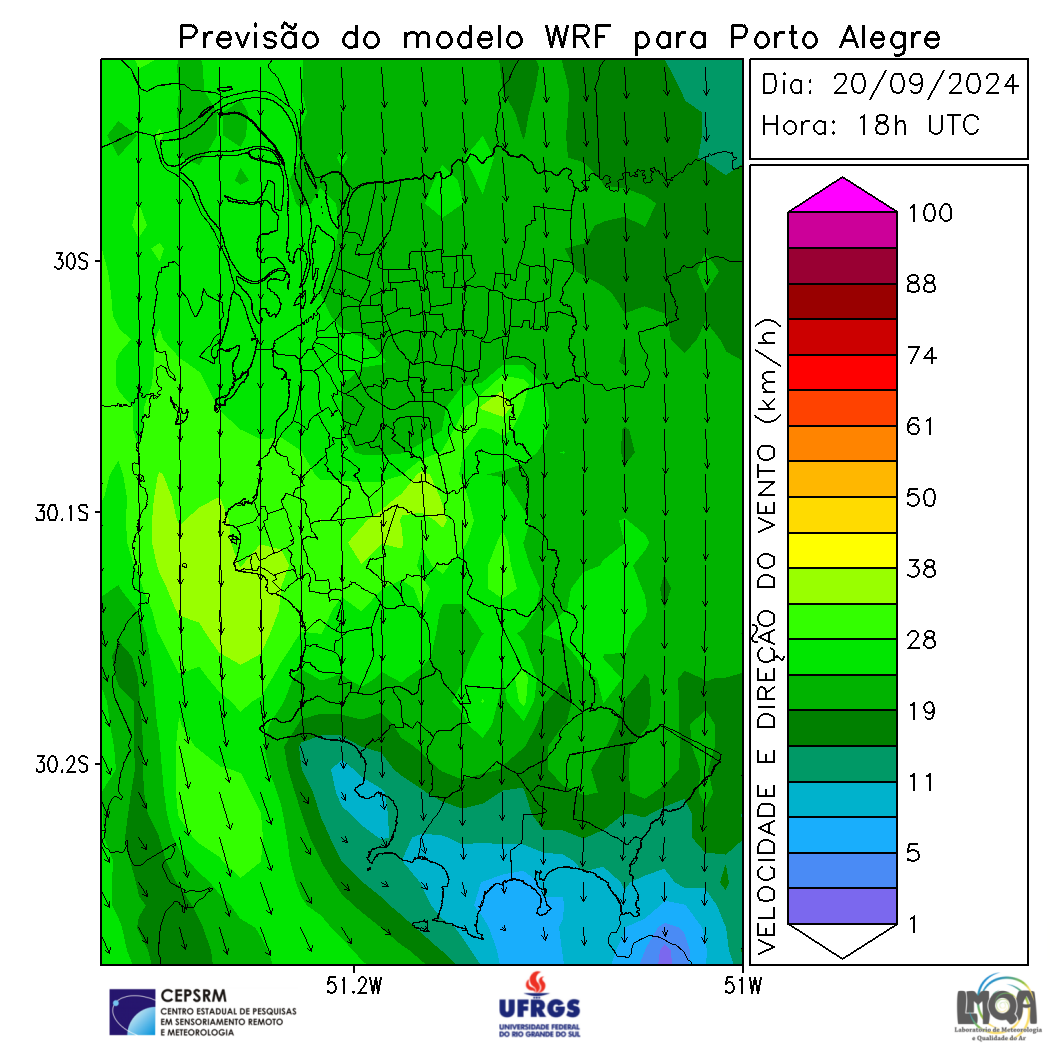 Previsão do modelo WRF para Porto Alegre
Dia: 20/09/2024
Hora: 18h UTC
30S
30.1S
30.2S
51.2W
51W
VELOCIDADE E DIREÇÃO DO VENTO (km/h)
100
88
74
61
50
38
28
19
11
5
1
CEPSRM
CENTRO ESTADUAL DE PESQUISAS
EM SENSORIAMENTO REMOTO
E METEOROLOGIA
UFRGS
UNIVERSIDADE FEDERAL
DO RIO GRANDE DO SUL
LMQA
Laboratório de Meteorologia
e Qualidade do Ar